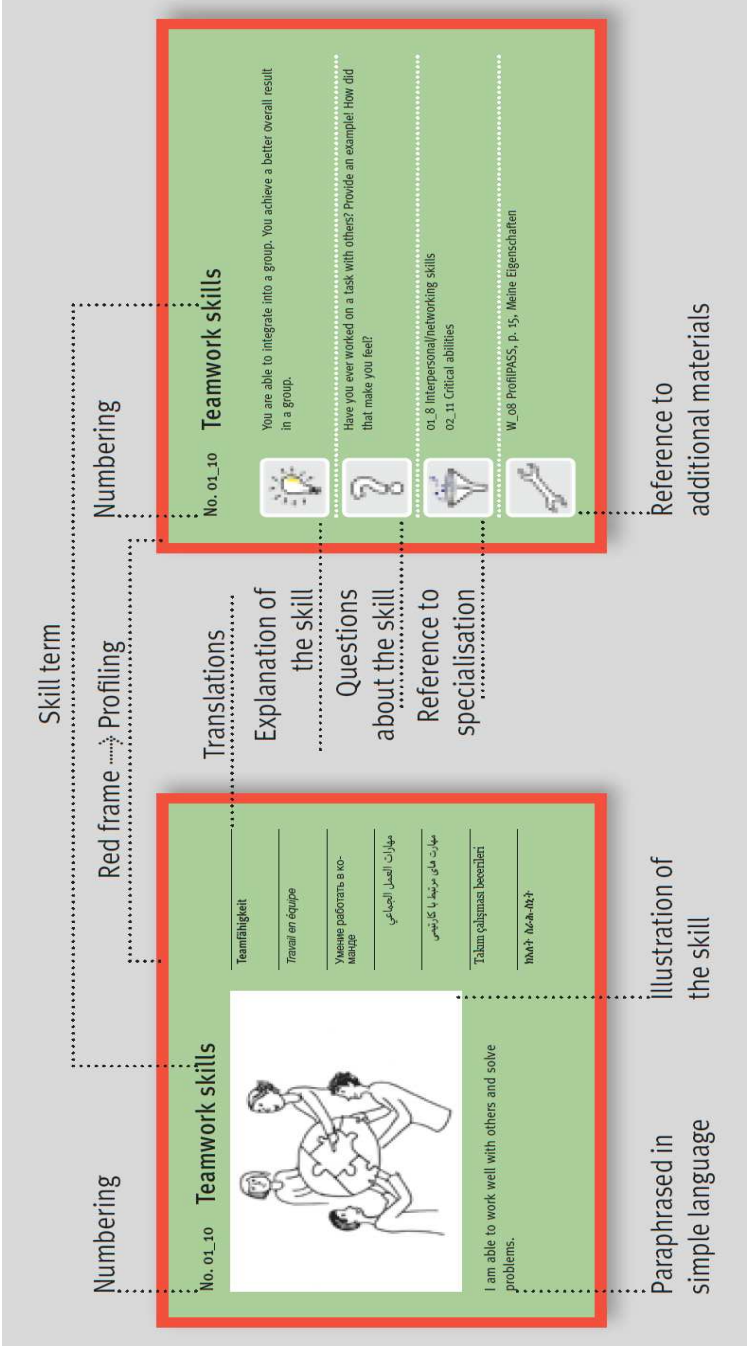 Skill term
Red frame ⇢ Profiling
Numbering
Numbering
No. 01_10 Teamwork skills
Teamfähigkeit
Travail en équipe
Умение работать в ко-
манде
مهارات العمل الجماعي
مهارت های مرتبط با کارتیمی
Takım çalışması becerileri
I am able to work well with others and solve
problems.
Paraphrased in
simple language
Illustration of
the skill
Translations
Explanation of
the skill
Questions
about the skill
Reference to
specialisation
No. 01_10 Teamwork skills
You are able to integrate into a group. You achieve a better overall result
in a group.
Have you ever worked on a task with others? Provide an example! How did
that make you feel?
01_8 Interpersonal/networking skills
02_11 Critical abilities
W_08 ProfilPASS, p. 15, Meine Eigenschaften
Reference to
additional materials